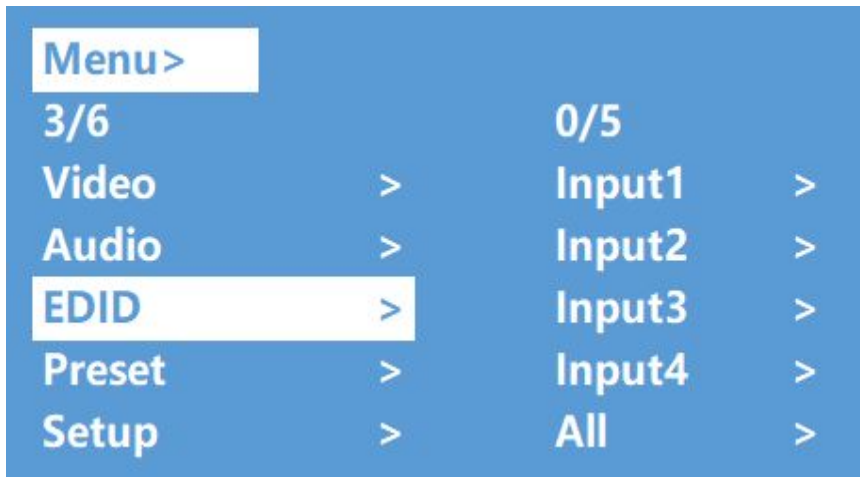 Menu>
3/6 0/5
Video > Input1 >
Audio > Input2 >
EDID > Input3 >
Preset > Input4 >
Setup > All >